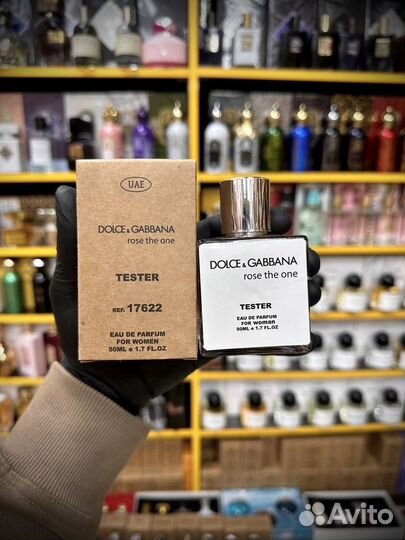 UAE
DOLCE & GABBANA
rose the one
TESTER
REF. 17622
EAU DE PARFUM
FOR WOMEN
50ML e 1.7 FL.OZ
DOLCE & GABBANA
rose the one
TESTER
EAU DE PARFUM
FOR woman
50ML e 1.7 FL.OZ
Avito